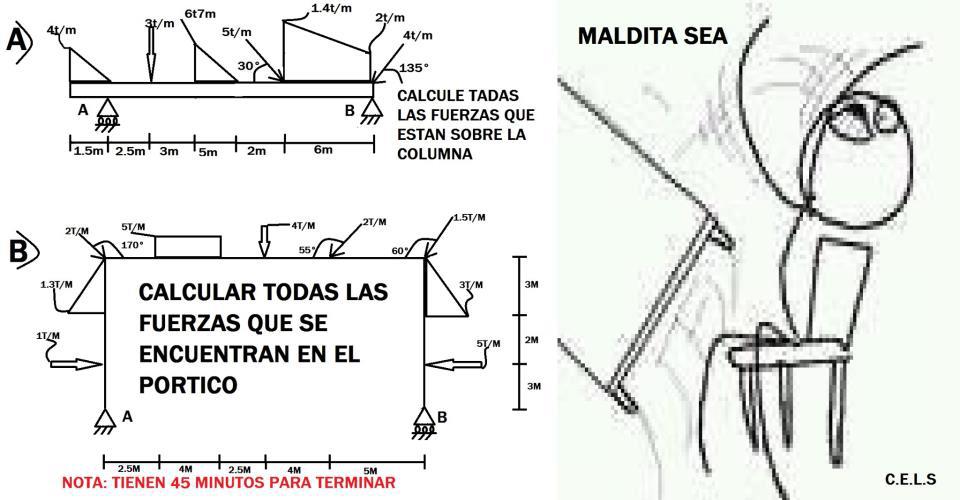 A
4t/m
3t/m
6t7m
5t/m
30°
1.4t/m
2t/m
4t/m
135°
A
B
1.5m
2.5m
3m
5m
2m
6m
CALCULE TADAS
LAS FUERZAS QUE
ESTAN SOBRE LA
COLUMNA
B
2T/M
170°
5T/M
4T/M
55°
2T/M
60°
1.5T/M
1.3T/M
3T/M
1T/M
5T/M
3M
2M
3M
CALCULAR TODAS LAS
FUERZAS QUE SE
ENCUENTRAN EN EL
PORTICO
A
B
2.5M
4M
2.5M
4M
5M
NOTA: TIENEN 45 MINUTOS PARA TERMINAR
MALDITA SEA
C.E.L.S